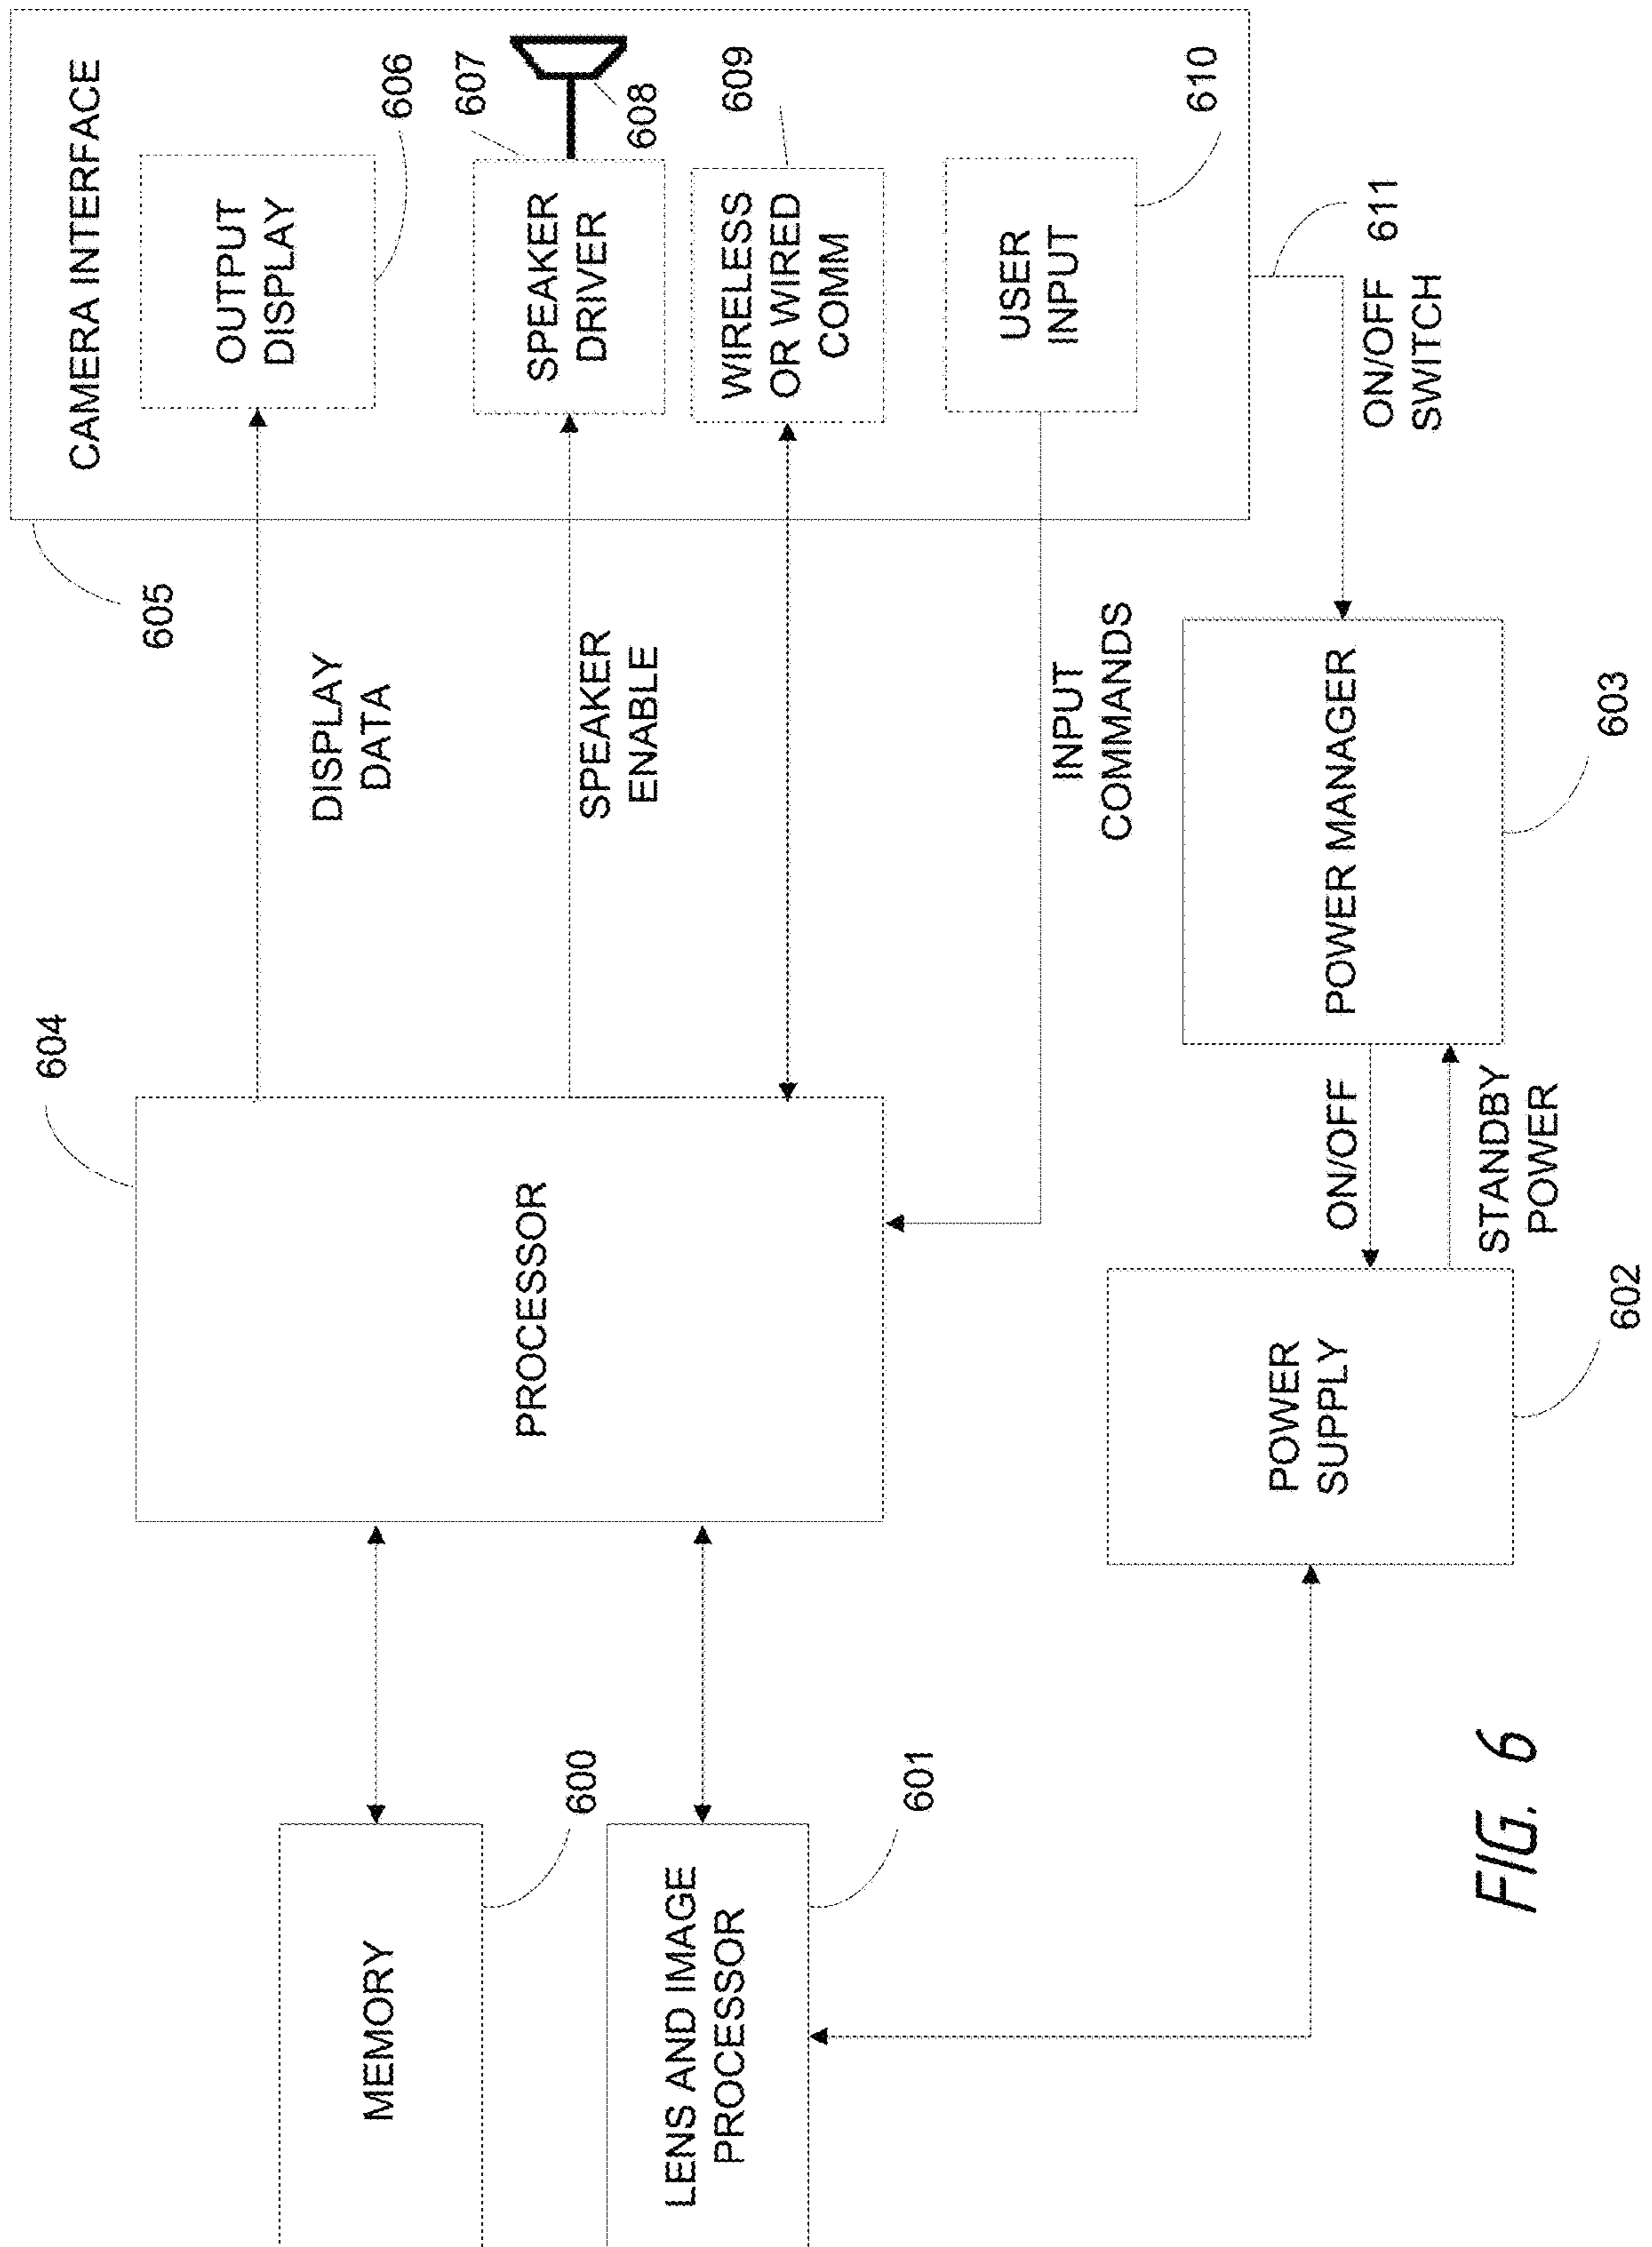 CAMERA INTERFACE
605
OUTPUT
DISPLAY
606
607
SPEAKER
DRIVER
608
609
WIRELESS
OR WIRED
COMM
USER
INPUT
610
ON/OFF
SWITCH
611
DISPLAY
DATA
SPEAKER
ENABLE
INPUT
COMMANDS
604
PROCESSOR
POWER MANAGER
603
ON/OFF
STANDBY
POWER
POWER
SUPPLY
602
MEMORY
600
LENS AND IMAGE
PROCESSOR
601
FIG. 6